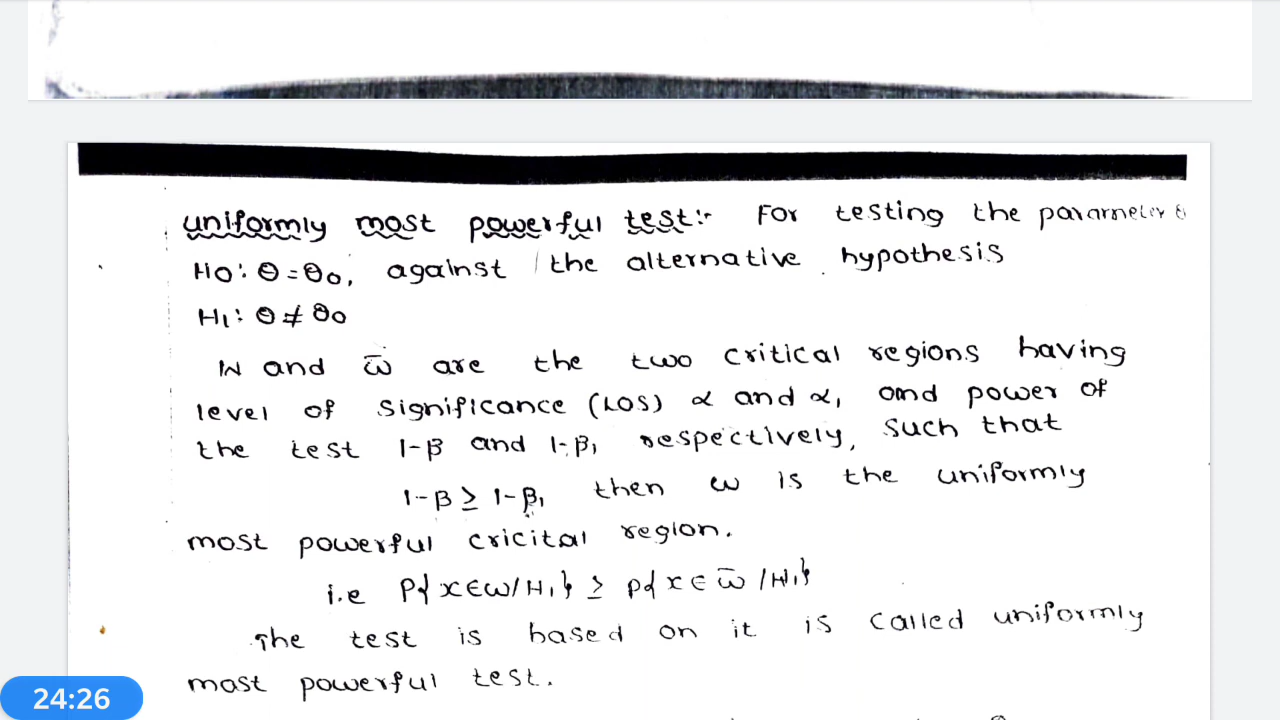 uniformly most powerful test:- For testing the parameter θ
H0: θ=θ0, against the alternative hypothesis
H1: θ≠θ0
W and ω̅ are the two critical regions having
level of significance (LOS) α and α1 and power of
the test 1-β and 1-β1 respectively, such that
1-β ≥ 1-β1 then ω is the uniformly
most powerful cricital region.
i.e P{x∈ω/H1} ≥ P{x∈ω̅/H1}
The test is based on it is called uniformly
most powerful test.
24:26